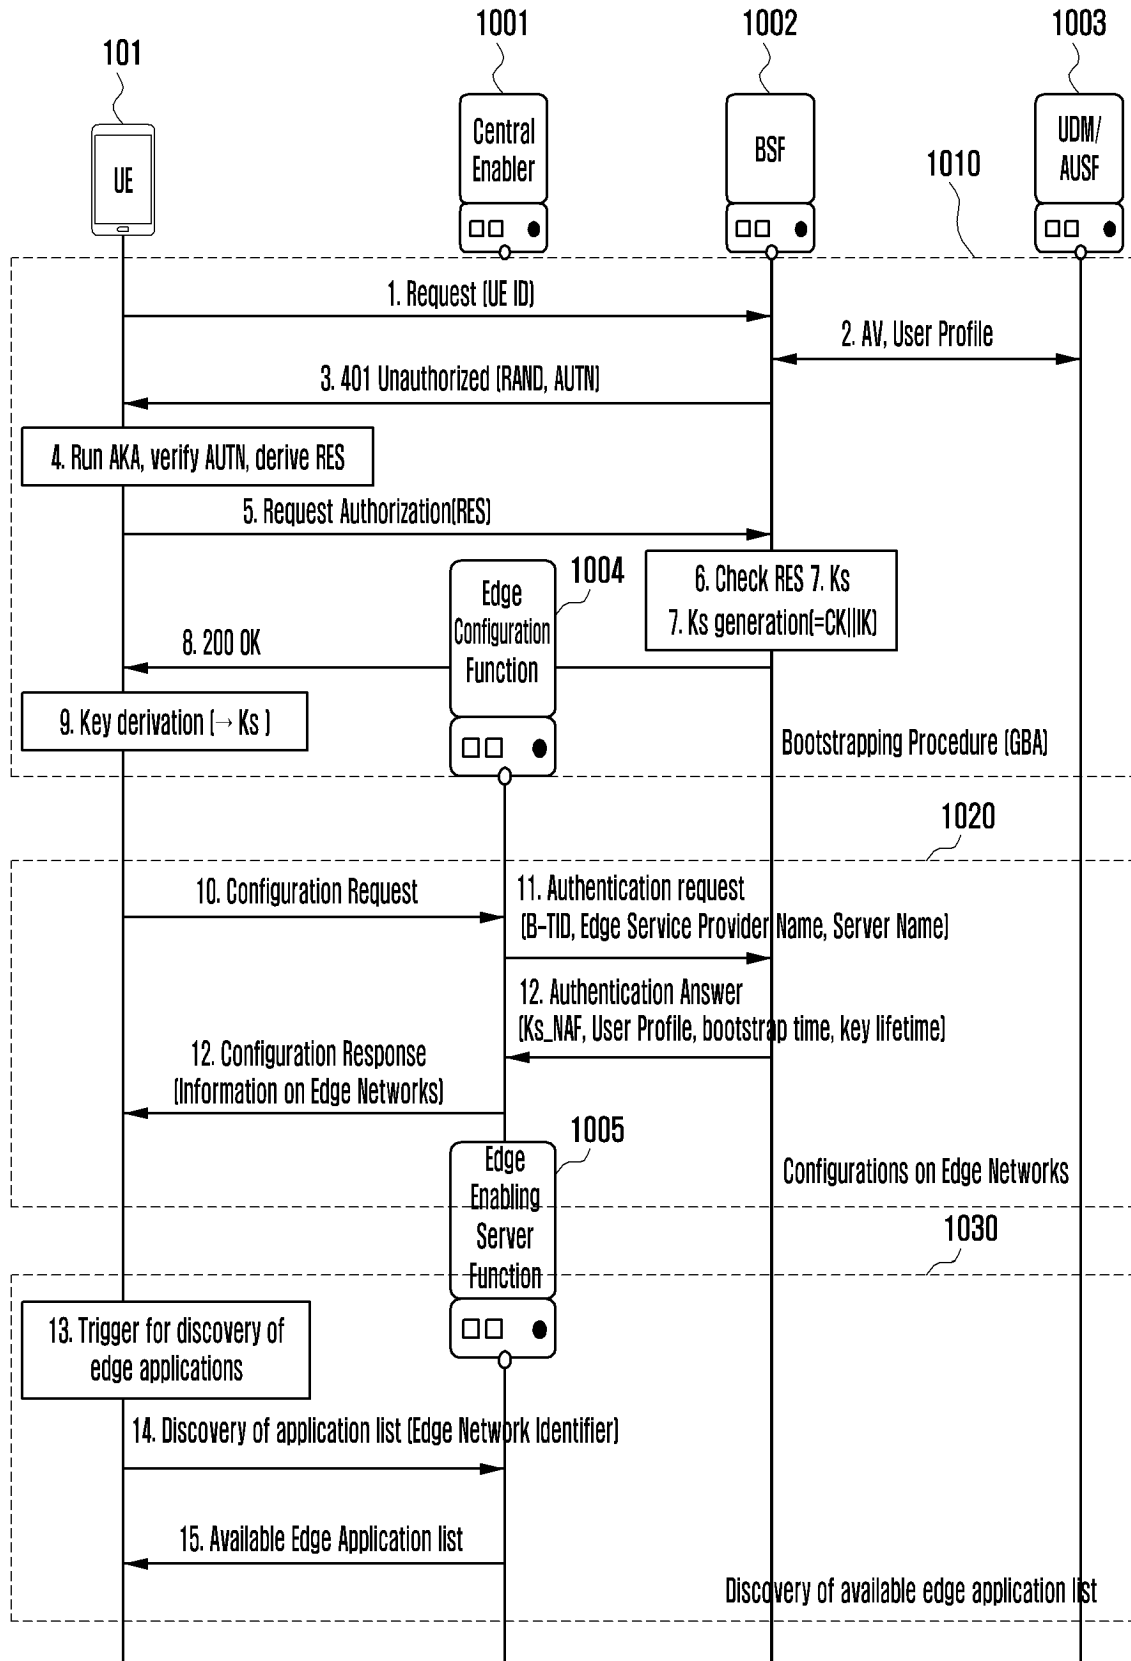 101
1001
1002
1003
UE
Central
Enabler
BSF
UDM/
AUSF
1010
1. Request (UE ID)
2. AV, User Profile
3. 401 Unauthorized (RAND, AUTN)
4. Run AKA, verify AUTN, derive RES
5. Request Authorization(RES)
1004
Edge
Configuration
Function
6. Check RES 7. Ks
7. Ks generation(=CK||IK)
8. 200 OK
9. Key derivation (→ Ks )
Bootstrapping Procedure (GBA)
1020
10. Configuration Request
11. Authentication request
(B-TID, Edge Service Provider Name, Server Name)
12. Authentication Answer
(Ks_NAF, User Profile, bootstrap time, key lifetime)
12. Configuration Response
(Information on Edge Networks)
1005
Edge
Enabling
Server
Function
Configurations on Edge Networks
1030
13. Trigger for discovery of
edge applications
14. Discovery of application list (Edge Network Identifier)
15. Available Edge Application list
Discovery of available edge application list